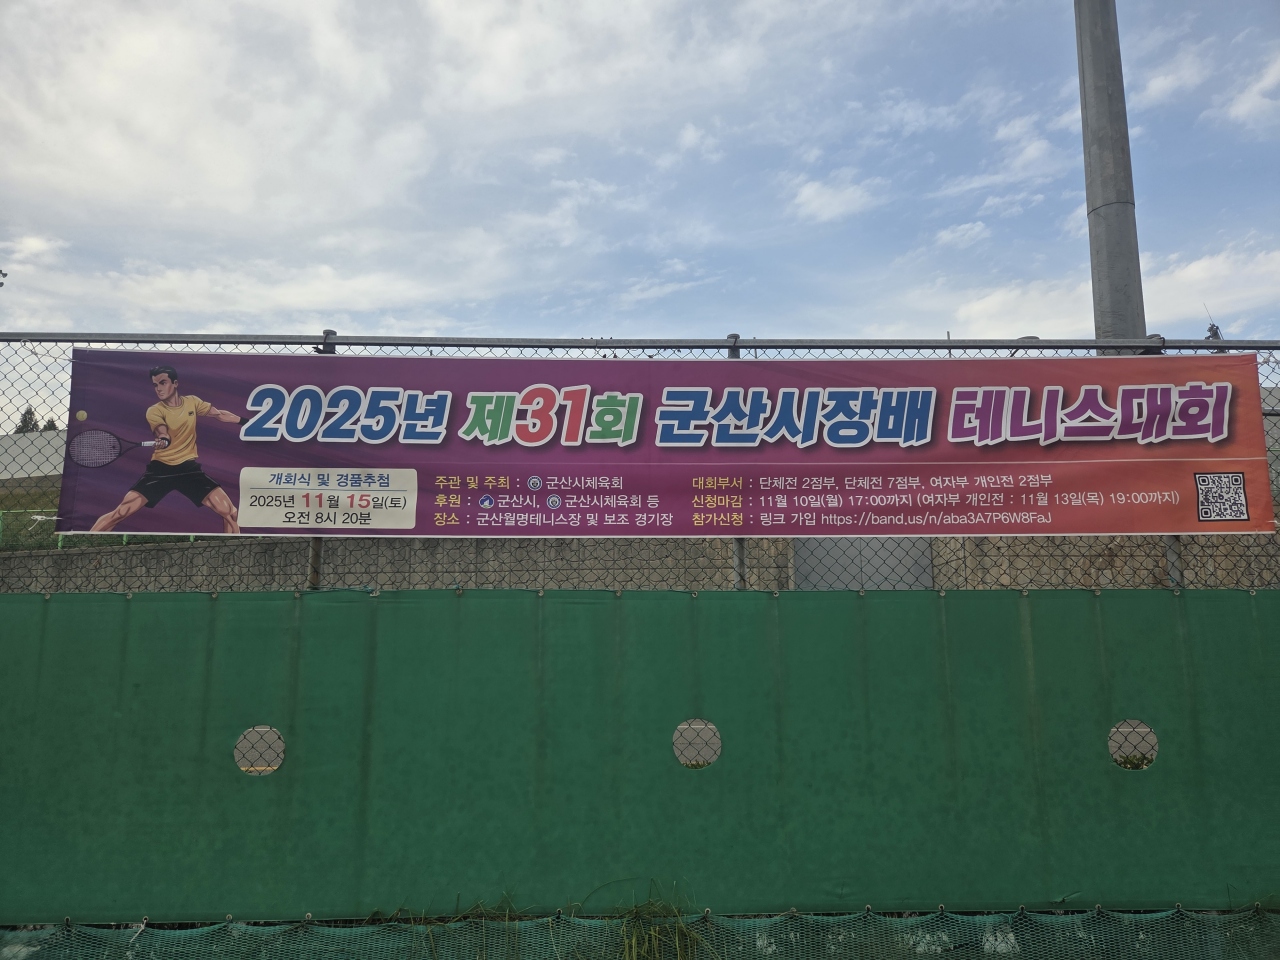 2025년 제31회 군산시장배 테니스대회
개회식 및 경품추첨
2025년 11월 15일(토)
오전 8시 20분
주관 및 주최 : 군산시체육회
후원 : 군산시, 군산시체육회 등
장소 : 군산월명테니스장 및 보조 경기장
대회부서 : 단체전 2점부, 단체전 7점부, 여자부 개인전 2점부
신청마감 : 11월 10일(월) 17:00까지 (여자부 개인전 : 11월 13일(목) 19:00까지)
참가신청 : 링크 가입 https://band.us/n/aba3A7P6W8FaJ